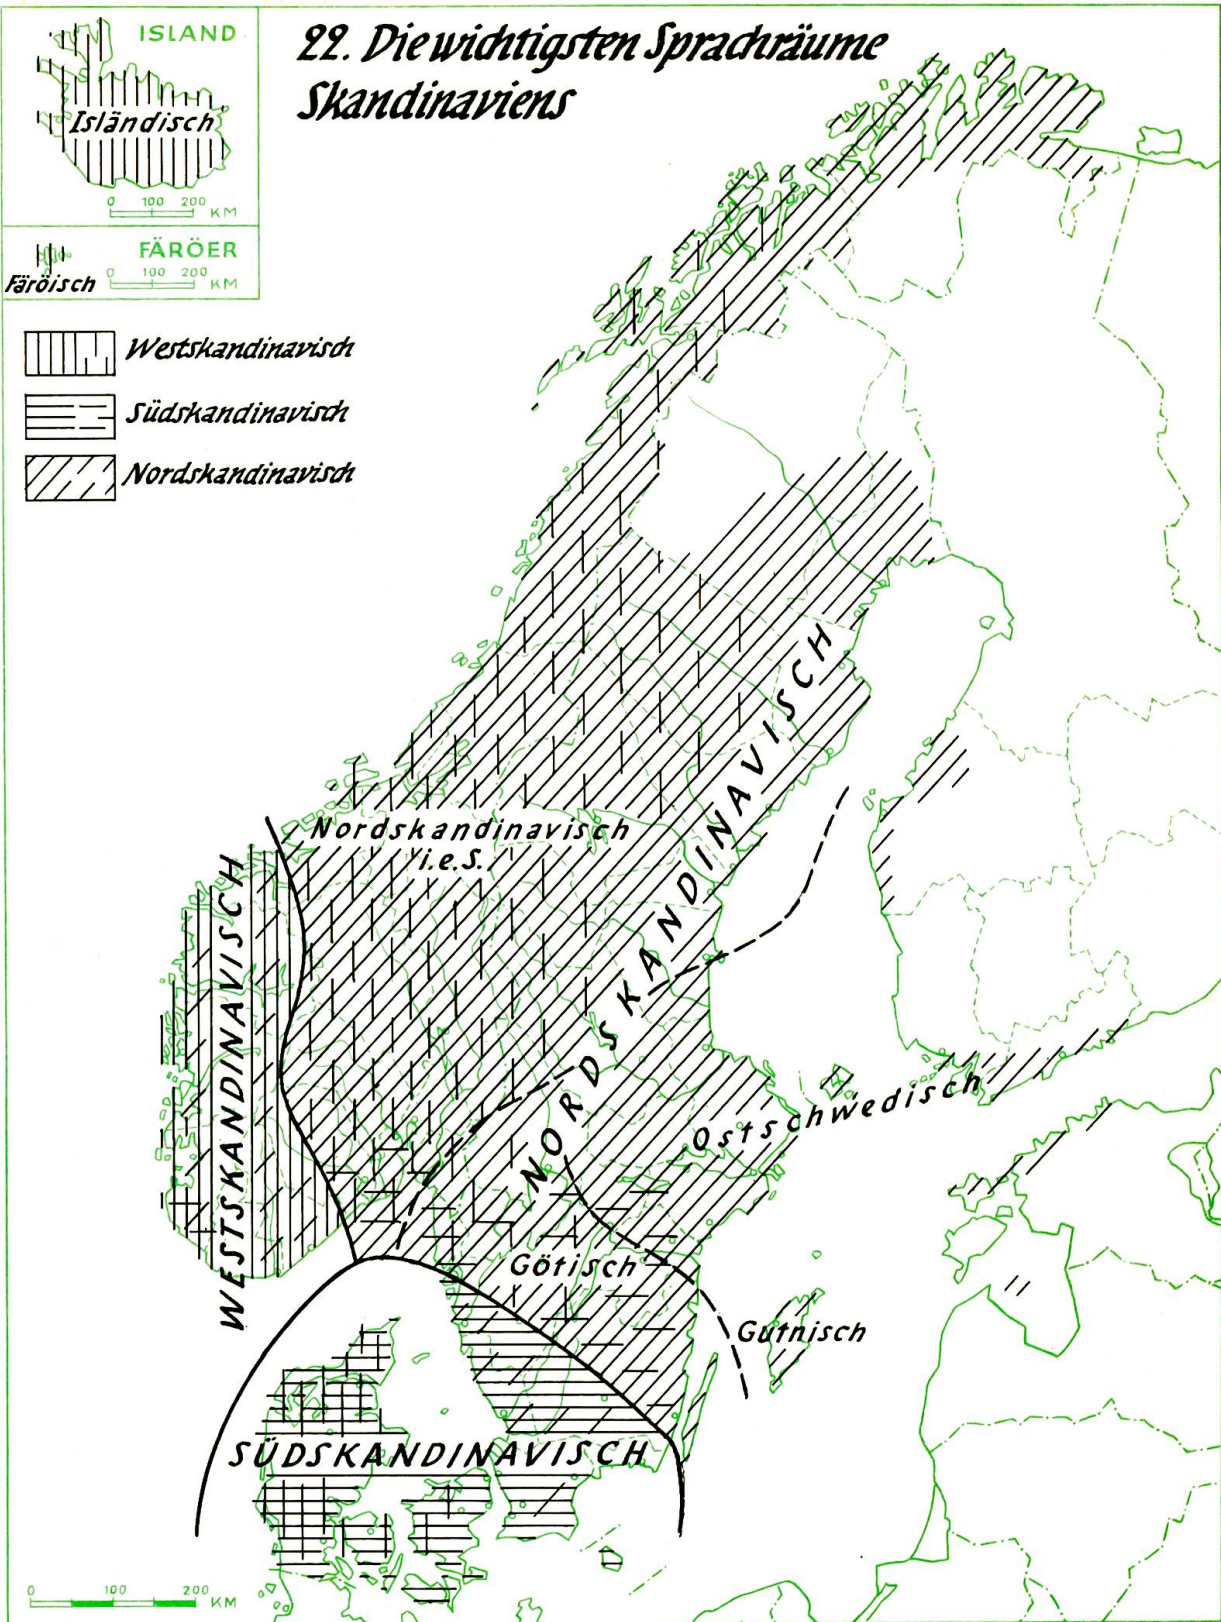 22. Die wichtigsten Sprachräume
Skandinaviens
ISLAND
Isländisch
0 100 200
KM
FÄRÖER
Färöisch
0 100 200
KM
Westskandinavisch
Südskandinavisch
Nordskandinavisch
NORDSKANDINAVISCH
Nordskandinavisch
i.e.S.
WESTSKANDINAVISCH
Ostschwedisch
Götisch
Gutnisch
SÜDSKANDINAVISCH
0 100 200
KM